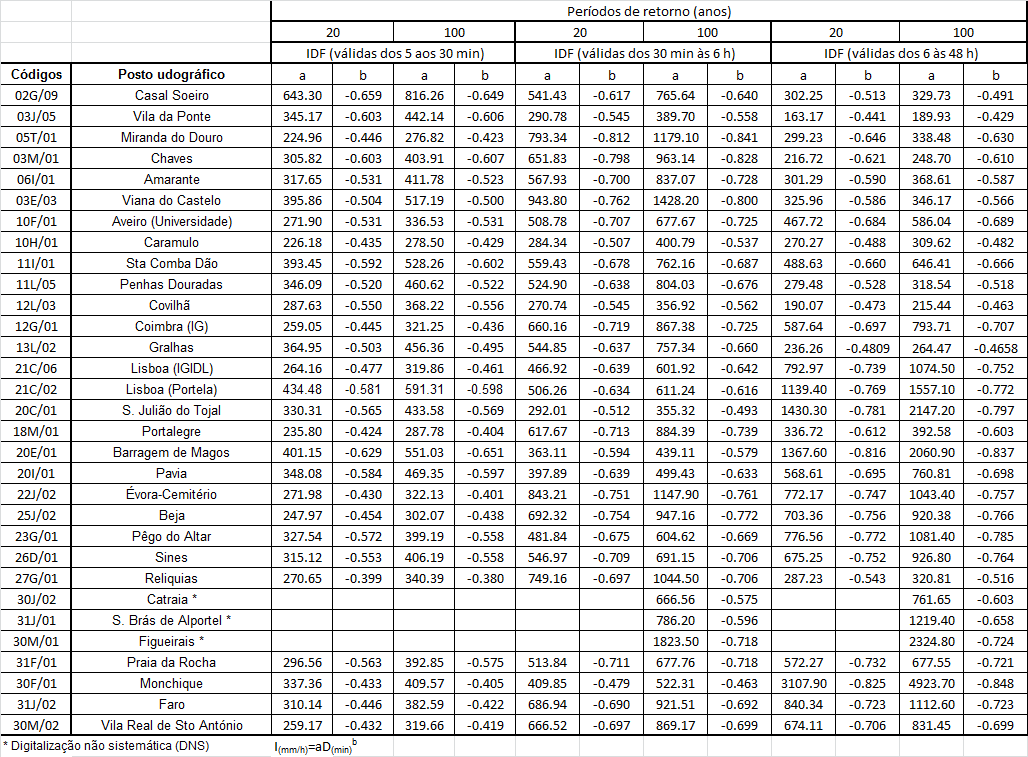 Períodos de retorno (anos)
20 100 20 100 20 100
IDF (válidas dos 5 aos 30 min) IDF (válidas dos 30 min às 6 h) IDF (válidas dos 6 às 48 h)
Códigos Posto udográfico a b a b a b a b a b a b
02G/09 Casal Soeiro 643.30 -0.659 816.26 -0.649 541.43 -0.617 765.64 -0.640 302.25 -0.513 329.73 -0.491
03J/05 Vila da Ponte 345.17 -0.603 442.14 -0.606 290.78 -0.545 389.70 -0.558 163.17 -0.441 189.93 -0.429
05T/01 Miranda do Douro 224.96 -0.446 276.82 -0.423 793.34 -0.812 1179.10 -0.841 299.23 -0.646 338.48 -0.630
03M/01 Chaves 305.82 -0.603 403.91 -0.607 651.83 -0.798 963.14 -0.828 216.72 -0.621 248.70 -0.610
06I/01 Amarante 317.65 -0.531 411.78 -0.523 567.93 -0.700 837.07 -0.728 301.29 -0.590 368.61 -0.587
03E/03 Viana do Castelo 395.86 -0.504 517.19 -0.500 943.80 -0.762 1428.20 -0.800 325.96 -0.586 346.17 -0.566
10F/01 Aveiro (Universidade) 271.90 -0.531 336.53 -0.531 508.78 -0.707 677.67 -0.725 467.72 -0.684 586.04 -0.689
10H/01 Caramulo 226.18 -0.435 278.50 -0.429 284.34 -0.507 400.79 -0.537 270.27 -0.488 309.62 -0.482
11I/01 Sta Comba Dão 393.45 -0.592 528.26 -0.602 559.43 -0.678 762.16 -0.687 488.63 -0.660 646.41 -0.666
11L/05 Penhas Douradas 346.09 -0.520 460.62 -0.522 524.90 -0.638 804.03 -0.676 279.48 -0.528 318.54 -0.518
12L/03 Covilhã 287.63 -0.550 368.22 -0.556 270.74 -0.545 356.92 -0.562 190.07 -0.473 215.44 -0.463
12G/01 Coimbra (IG) 259.05 -0.445 321.25 -0.436 660.16 -0.719 867.38 -0.725 587.64 -0.697 793.71 -0.707
13L/02 Gralhas 364.95 -0.503 456.36 -0.495 544.85 -0.637 757.34 -0.660 236.26 -0.4809 264.47 -0.4658
21C/06 Lisboa (IGIDL) 264.16 -0.477 319.86 -0.461 466.92 -0.639 601.92 -0.642 792.97 -0.739 1074.50 -0.752
21C/02 Lisboa (Portela) 434.48 -0.581 591.31 -0.598 506.26 -0.634 611.24 -0.616 1139.40 -0.769 1557.10 -0.772
20C/01 S. Julião do Tojal 330.31 -0.565 433.58 -0.569 292.01 -0.512 355.32 -0.493 1430.30 -0.781 2147.20 -0.797
18M/01 Portalegre 235.80 -0.424 287.78 -0.404 617.67 -0.713 884.39 -0.739 336.72 -0.612 392.58 -0.603
20E/01 Barragem de Magos 401.15 -0.629 551.03 -0.651 363.11 -0.594 439.11 -0.579 1367.60 -0.816 2060.90 -0.837
20I/01 Pavia 348.08 -0.584 469.35 -0.597 397.89 -0.639 499.43 -0.633 568.61 -0.695 760.81 -0.698
22J/02 Évora-Cemitério 271.98 -0.430 322.13 -0.401 843.21 -0.751 1147.90 -0.761 772.17 -0.747 1043.40 -0.757
25J/02 Beja 247.97 -0.454 302.07 -0.438 692.32 -0.754 947.16 -0.772 703.36 -0.756 920.38 -0.766
23G/01 Pêgo do Altar 327.54 -0.572 399.19 -0.558 481.84 -0.675 604.62 -0.669 776.56 -0.772 1081.40 -0.785
26D/01 Sines 315.12 -0.553 406.19 -0.558 546.97 -0.709 691.15 -0.706 675.25 -0.752 926.80 -0.764
27G/01 Reliquias 270.65 -0.399 340.39 -0.380 749.16 -0.697 1044.50 -0.706 287.23 -0.543 320.81 -0.516
30J/02 Catraia * 666.56 -0.575 761.65 -0.603
31J/01 S. Brás de Alportel * 786.20 -0.596 1219.40 -0.658
30M/01 Figueirais * 1823.50 -0.718 2324.80 -0.724
31F/01 Praia da Rocha 296.56 -0.563 392.85 -0.575 513.84 -0.711 677.76 -0.718 572.27 -0.732 677.55 -0.721
30F/01 Monchique 337.36 -0.433 409.57 -0.405 409.85 -0.479 522.31 -0.463 3107.90 -0.825 4923.70 -0.848
31J/02 Faro 310.14 -0.446 382.59 -0.422 686.94 -0.690 921.51 -0.692 840.34 -0.723 1112.60 -0.723
30M/02 Vila Real de Sto António 259.17 -0.432 319.66 -0.419 666.52 -0.697 869.17 -0.699 674.11 -0.706 831.45 -0.699
* Digitalização não sistemática (DNS) I(mm/h)=aD(min)b